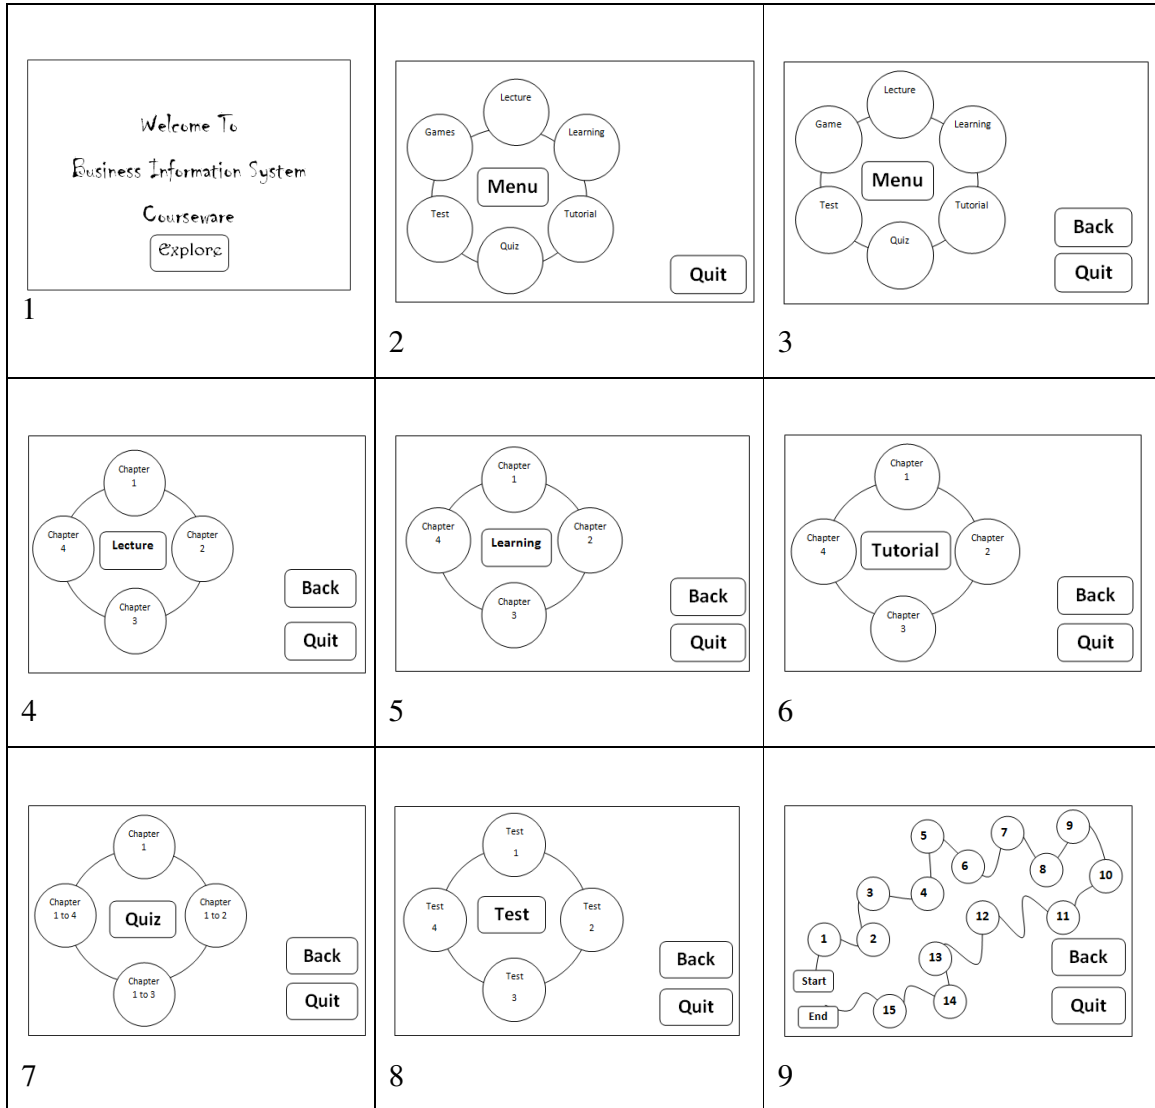 Welcome To
Business Information System
Courseware
Explore
1
Lecture
Games
Learning
Menu
Test
Tutorial
Quiz
Quit
2
Lecture
Game
Learning
Menu
Test
Tutorial
Quiz
Back
Quit
3
Chapter
1
Chapter
4
Lecture
Chapter
2
Chapter
3
Back
Quit
4
Chapter
1
Chapter
4
Learning
Chapter
2
Chapter
3
Back
Quit
5
Chapter
1
Chapter
4
Tutorial
Chapter
2
Chapter
3
Back
Quit
6
Chapter
1
Chapter
1 to 4
Quiz
Chapter
1 to 2
Chapter
1 to 3
Back
Quit
7
Test
1
Test
4
Test
Test
2
Test
3
Back
Quit
8
Start
1
2
3
4
5
6
7
8
9
10
11
12
13
14
15
End
Back
Quit
9